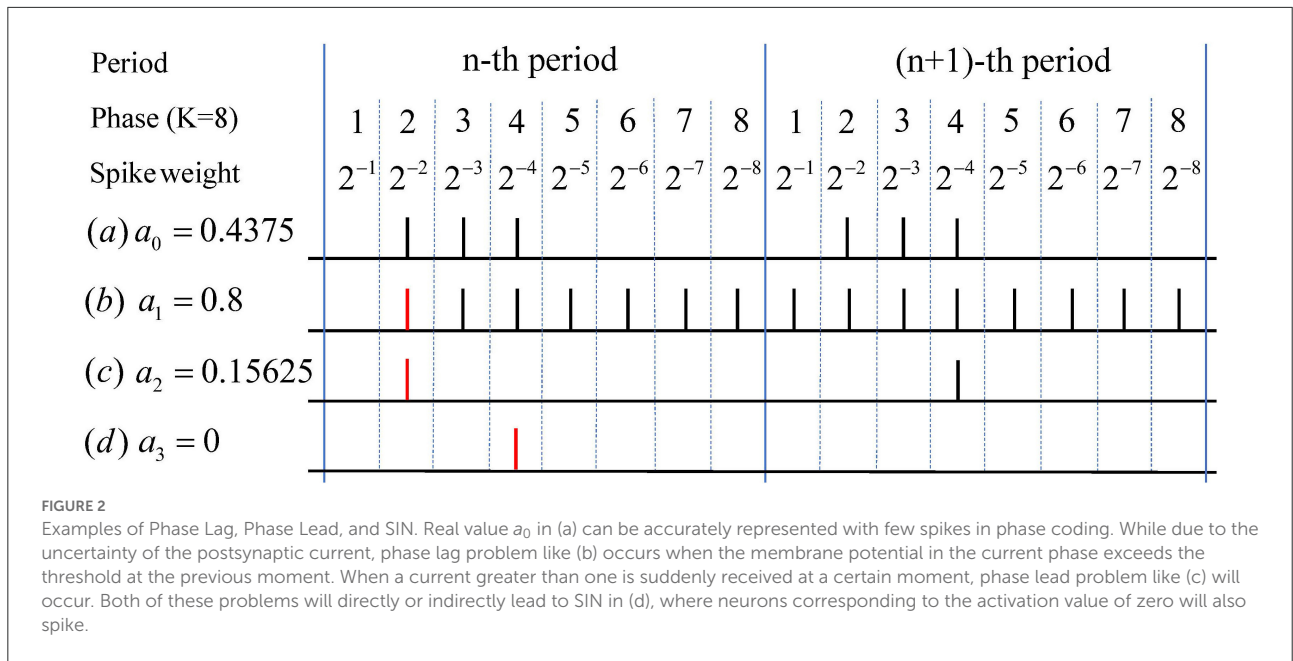 Period n-th period (n+1)-th period
Phase (K=8) 1 2 3 4 5 6 7 8 1 2 3 4 5 6 7 8
Spike weight 2⁻¹ 2⁻² 2⁻³ 2⁻⁴ 2⁻⁵ 2⁻⁶ 2⁻⁷ 2⁻⁸ 2⁻¹ 2⁻² 2⁻³ 2⁻⁴ 2⁻⁵ 2⁻⁶ 2⁻⁷ 2⁻⁸
(a) a₀ = 0.4375
(b) a₁ = 0.8
(c) a₂ = 0.15625
(d) a₃ = 0
FIGURE 2
Examples of Phase Lag, Phase Lead, and SIN. Real value a₀ in (a) can be accurately represented with few spikes in phase coding. While due to the
uncertainty of the postsynaptic current, phase lag problem like (b) occurs when the membrane potential in the current phase exceeds the
threshold at the previous moment. When a current greater than one is suddenly received at a certain moment, phase lead problem like (c) will
occur. Both of these problems will directly or indirectly lead to SIN in (d), where neurons corresponding to the activation value of zero will also
spike.